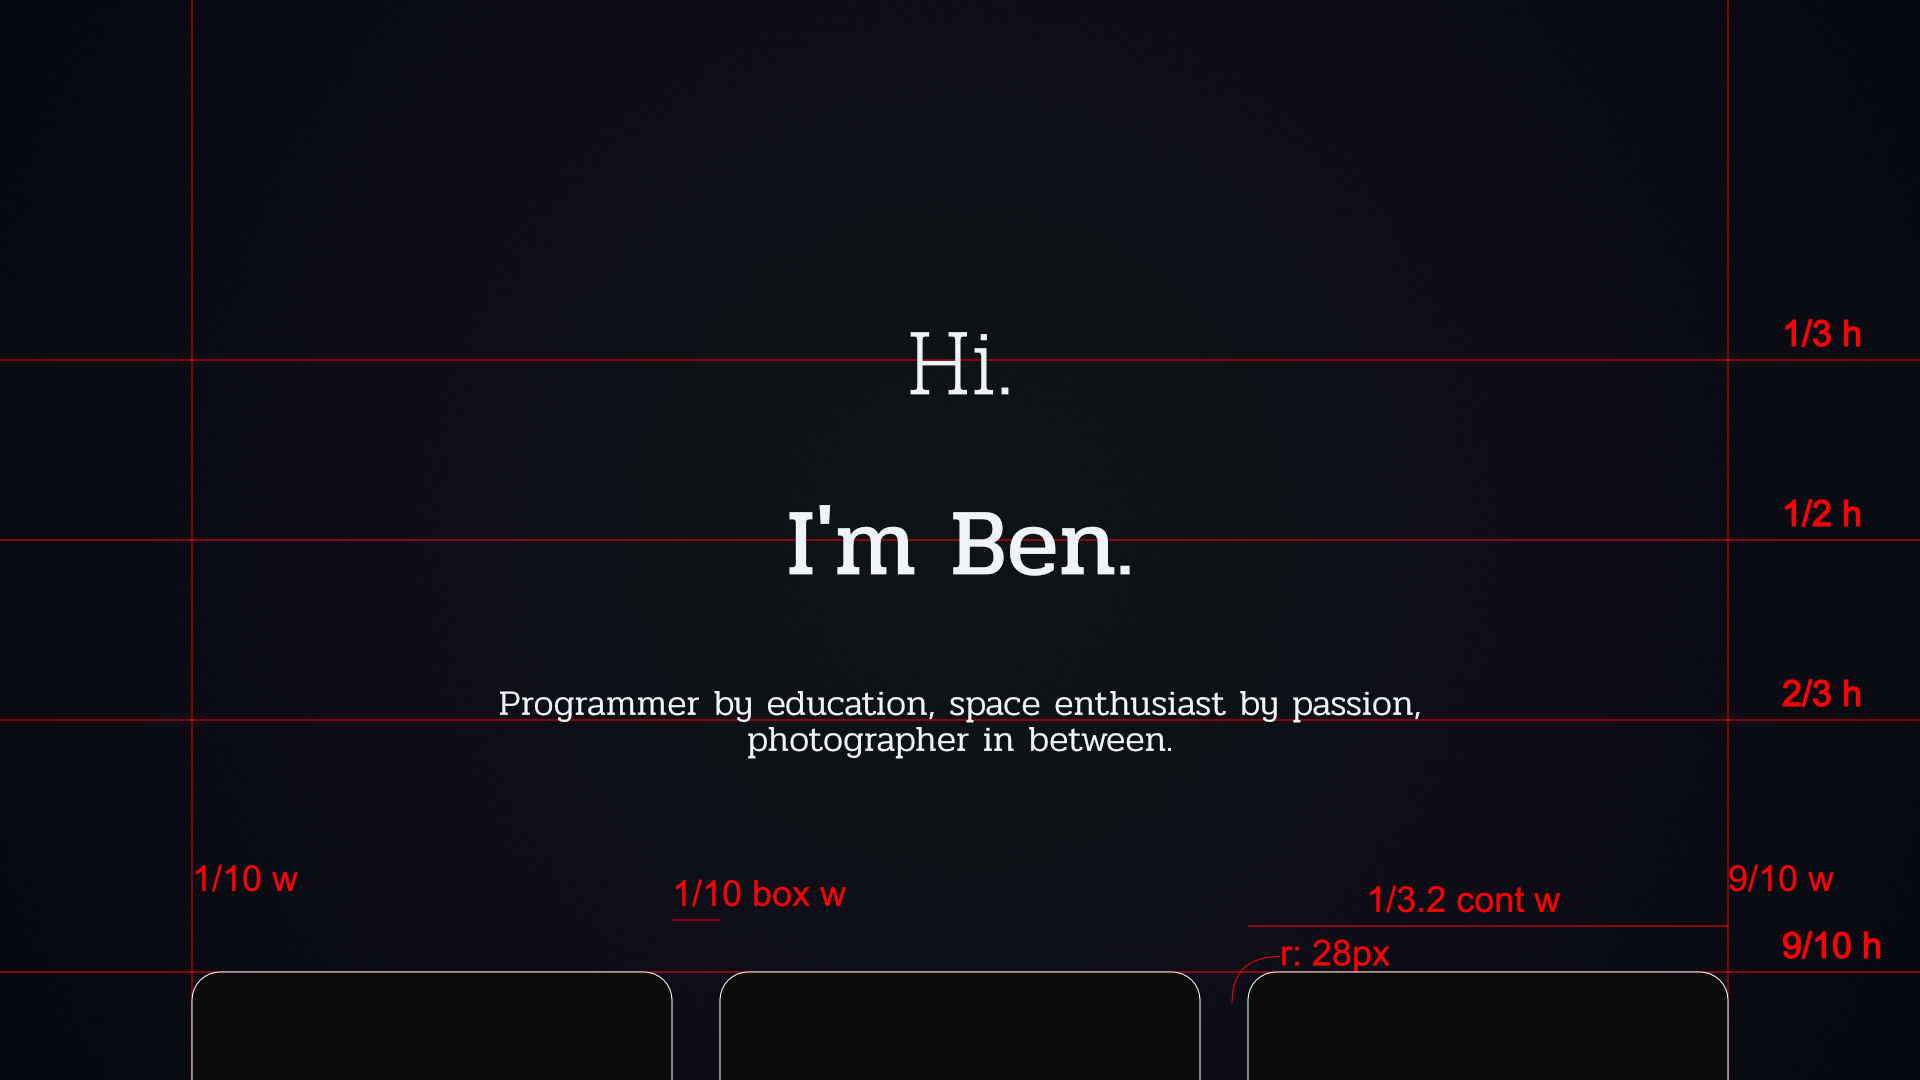 1/3 h
Hi.
1/2 h
I'm Ben.
2/3 h
Programmer by education, space enthusiast by passion,
photographer in between.
1/10 w
1/10 box w
1/3.2 cont w
9/10 w
r: 28px
9/10 h